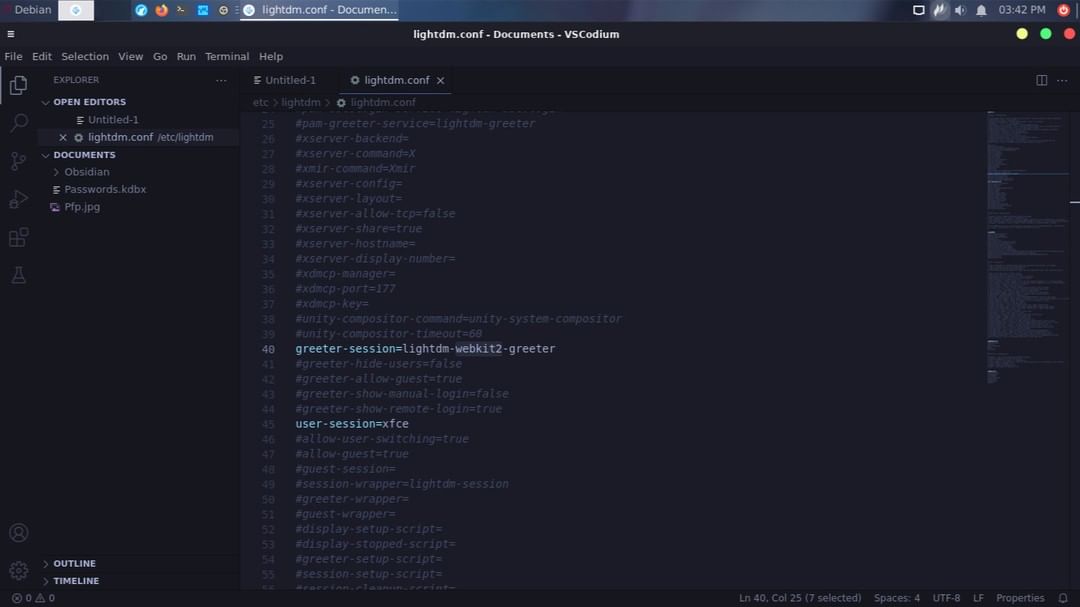 Debian
lightdm.conf - Documen...
03:42 PM
lightdm.conf - Documents - VSCodium
File Edit Selection View Go Run Terminal Help
EXPLORER
Untitled-1
lightdm.conf
OPEN EDITORS
Untitled-1
lightdm.conf /etc/lightdm
DOCUMENTS
Obsidian
Passwords.kdbx
Pfp.jpg
OUTLINE
TIMELINE
etc > lightdm > lightdm.conf
25 #pam-greeter-service=lightdm-greeter
26 #xserver-backend=
27 #xserver-command=X
28 #xmir-command=Xmir
29 #xserver-config=
30 #xserver-layout=
31 #xserver-allow-tcp=false
32 #xserver-share=true
33 #xserver-hostname=
34 #xserver-display-number=
35 #xdmcp-manager=
36 #xdmcp-port=177
37 #xdmcp-key=
38 #unity-compositor-command=unity-system-compositor
39 #unity-compositor-timeout=60
40 greeter-session=lightdm-webkit2-greeter
41 #greeter-hide-users=false
42 #greeter-allow-guest=true
43 #greeter-show-manual-login=false
44 #greeter-show-remote-login=true
45 user-session=xfce
46 #allow-user-switching=true
47 #allow-guest=true
48 #guest-session=
49 #session-wrapper=lightdm-session
50 #greeter-wrapper=
51 #guest-wrapper=
52 #display-setup-script=
53 #display-stopped-script=
54 #greeter-setup-script=
55 #session-setup-script=
56 #session-cleanup-script=
0 0
Ln 40, Col 25 (7 selected) Spaces: 4 UTF-8 LF Properties